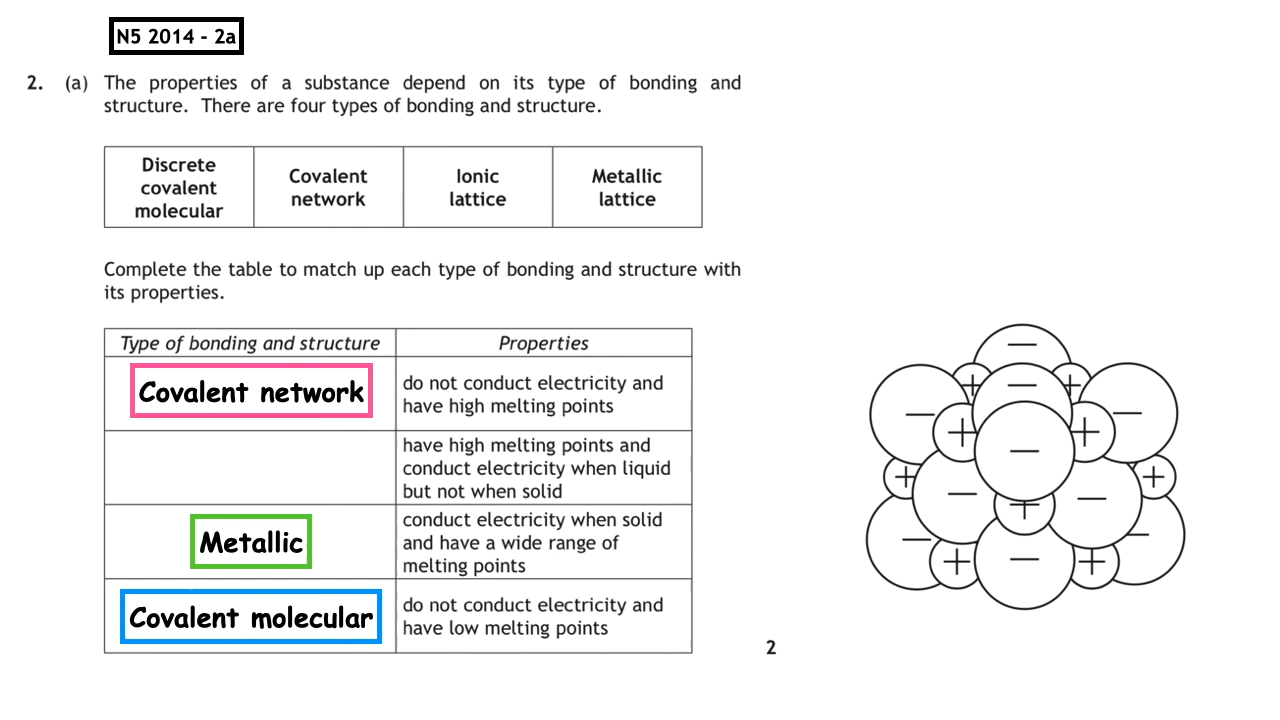 N5 2014 - 2a
2. (a) The properties of a substance depend on its type of bonding and
structure. There are four types of bonding and structure.
Discrete
covalent
molecular
Covalent
network
Ionic
lattice
Metallic
lattice
Complete the table to match up each type of bonding and structure with
its properties.
Type of bonding and structure
Properties
Covalent network
do not conduct electricity and
have high melting points
have high melting points and
conduct electricity when liquid
but not when solid
Metallic
conduct electricity when solid
and have a wide range of
melting points
Covalent molecular
do not conduct electricity and
have low melting points
2
−
+
−
+
−
−
+
−
+
+
−
+
−
−
+
−
−
+
−
+